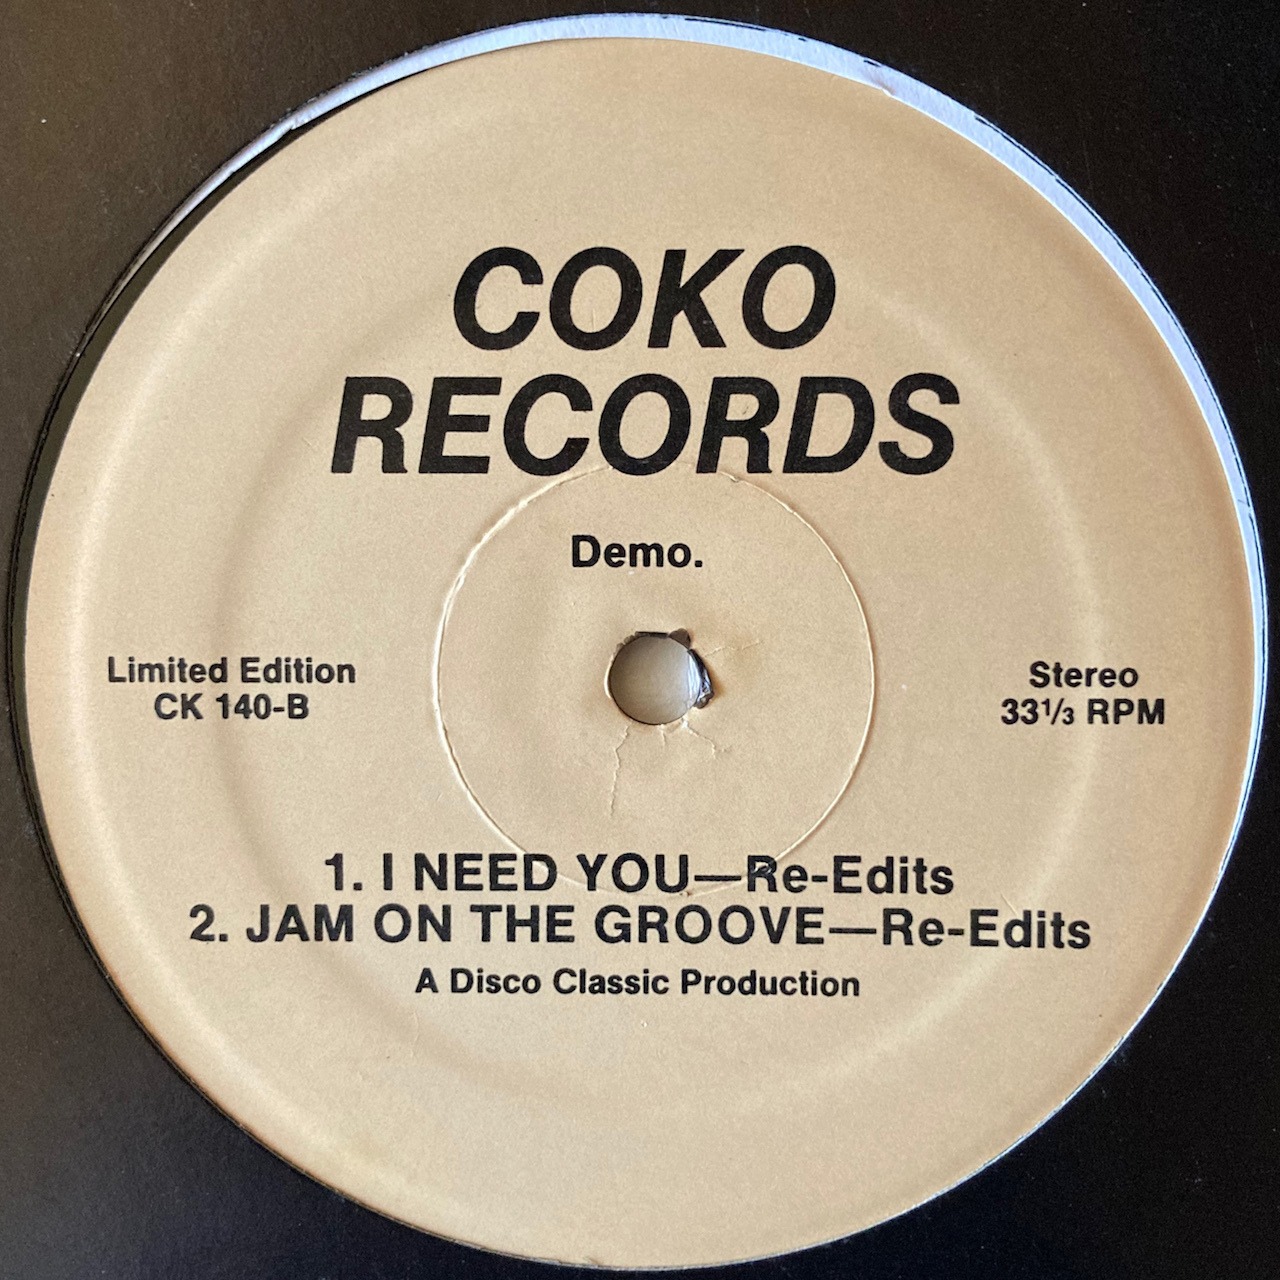 COKO
RECORDS
Demo.
Limited Edition
CK 140-B
Stereo
33⅓ RPM
1. I NEED YOU—Re-Edits
2. JAM ON THE GROOVE—Re-Edits
A Disco Classic Production